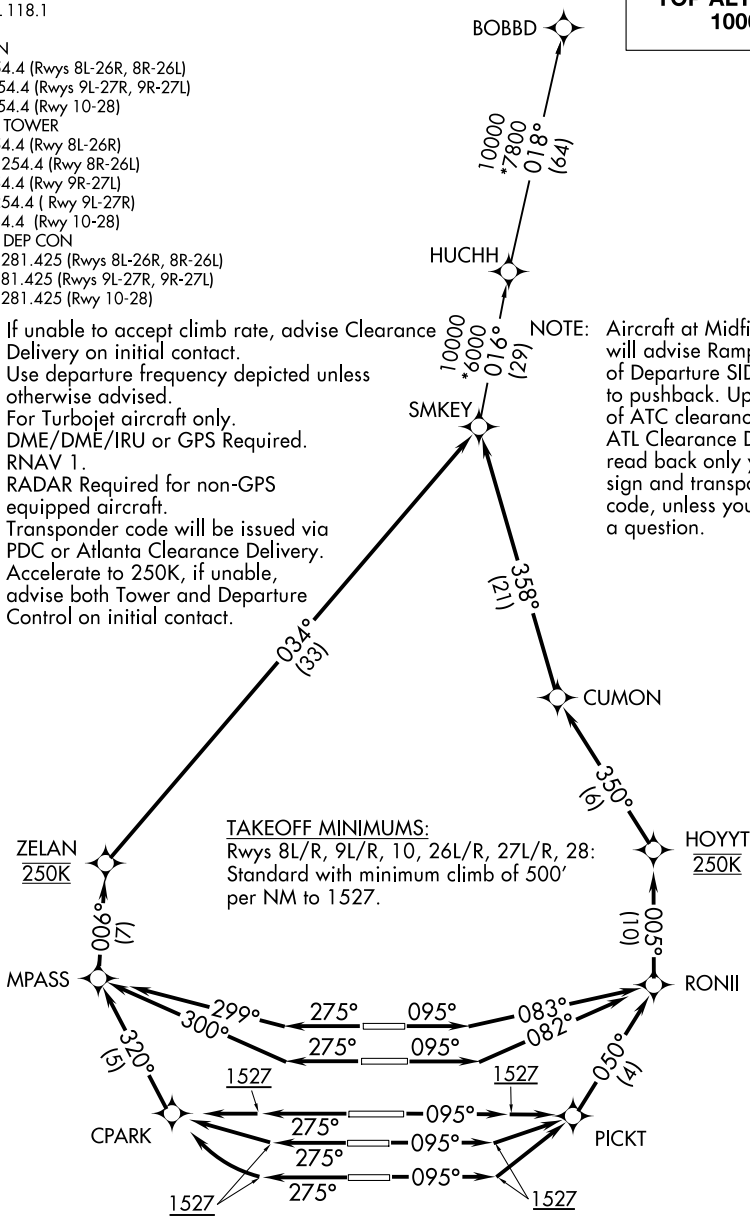 118.1
TOP ALT
1000
N
54.4 (Rwys 8L-26R, 8R-26L)
54.4 (Rwys 9L-27R, 9R-27L)
54.4 (Rwy 10-28)
TOWER
4.4 (Rwy 8L-26R)
254.4 (Rwy 8R-26L)
4.4 (Rwy 9R-27L)
54.4 ( Rwy 9L-27R)
4.4 (Rwy 10-28)
DEP CON
281.425 (Rwys 8L-26R, 8R-26L)
81.425 (Rwys 9L-27R, 9R-27L)
281.425 (Rwy 10-28)
If unable to accept climb rate, advise Clearance
Delivery on initial contact.
Use departure frequency depicted unless
otherwise advised.
For Turbojet aircraft only.
DME/DME/IRU or GPS Required.
RNAV 1.
RADAR Required for non-GPS
equipped aircraft.
Transponder code will be issued via
PDC or Atlanta Clearance Delivery.
Accelerate to 250K, if unable,
advise both Tower and Departure
Control on initial contact.
BOBBD
10000
*7800
018°
(64)
HUCHH
10000
*6000
016°
(29)
NOTE: Aircraft at Midfi
will advise Ramp
of Departure SID
to pushback. Up
of ATC clearanc
ATL Clearance D
read back only y
sign and transpo
code, unless you
a question.
SMKEY
034°
(33)
358°
(21)
CUMON
350°
(6)
ZELAN
250K
HOYYT
250K
TAKEOFF MINIMUMS:
Rwys 8L/R, 9L/R, 10, 26L/R, 27L/R, 28:
Standard with minimum climb of 500'
per NM to 1527.
006°
(7)
005°
(10)
MPASS
RONII
299°
275°
095°
083°
300°
275°
095°
082°
320°
(5)
050°
(4)
1527
1527
CPARK
275°
095°
PICKT
275°
095°
275°
095°
1527
1527